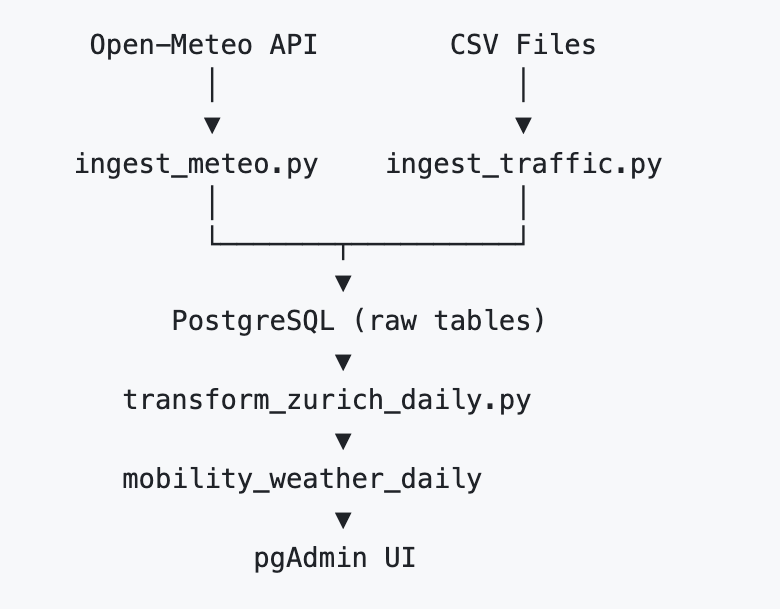 Open-Meteo API CSV Files
ingest_meteo.py ingest_traffic.py
PostgreSQL (raw tables)
transform_zurich_daily.py
mobility_weather_daily
pgAdmin UI